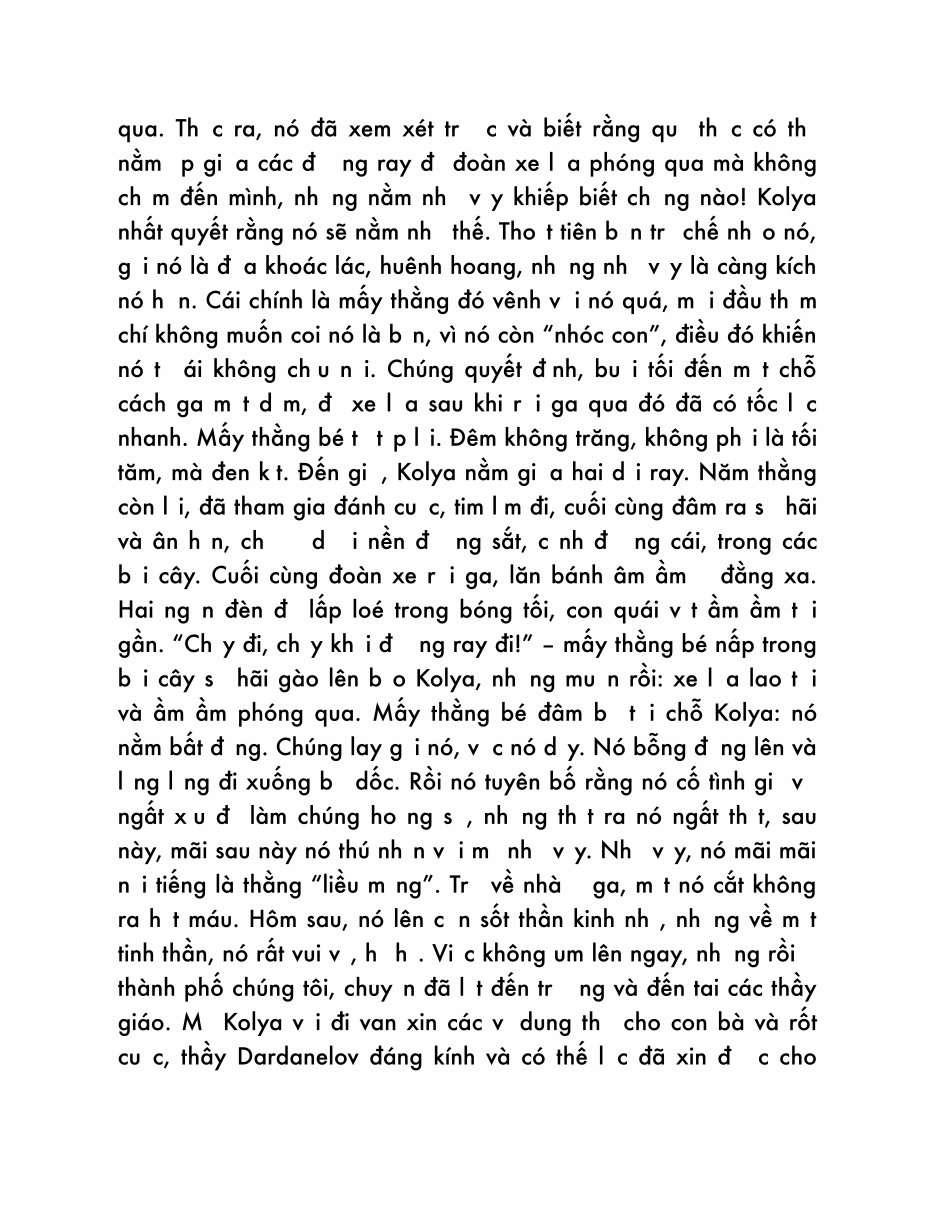 qua. Th c ra, nó đã xem xét tr c và biết rằng qu th c có th
nằm p gi a các đ ng ray đ đoàn xe l a phóng qua mà không
ch m đến mình, nh ng nằm nh v y khiếp biết ch ng nào! Kolya
nhất quyết rằng nó sẽ nằm nh thế. Tho t tiên b n tr chế nh o nó,
g i nó là đ a khoác lác, huênh hoang, nh ng nh v y là càng kích
nó h n. Cái chính là mấy thằng đó vênh v i nó quá, m i đầu th m
chí không muốn coi nó là b n, vì nó còn “nhóc con”, điều đó khiến
nó t ái không ch u n i. Chúng quyết đ nh, bu i tối đến m t chỗ
cách ga m t d m, đ xe l a sau khi r i ga qua đó đã có tốc l c
nhanh. Mấy thằng bé t t p l i. Đêm không trăng, không ph i là tối
tăm, mà đen k t. Đến gi , Kolya nằm gi a hai d i ray. Năm thằng
còn l i, đã tham gia đánh cu c, tim l m đi, cuối cùng đâm ra s hãi
và ân h n, ch d i nền đ ng sắt, c nh đ ng cái, trong các
b i cây. Cuối cùng đoàn xe r i ga, lăn bánh âm ầm đằng xa.
Hai ng n đèn đ lấp loé trong bóng tối, con quái v t ầm ầm t i
gần. “Ch y đi, ch y kh i đ ng ray đi!” – mấy thằng bé nấp trong
b i cây s hãi gào lên b o Kolya, nh ng mu n rồi: xe l a lao t i
và ầm ầm phóng qua. Mấy thằng bé đâm b t i chỗ Kolya: nó
nằm bất đ ng. Chúng lay g i nó, v c nó d y. Nó bỗng đ ng lên và
l ng l ng đi xuống b dốc. Rồi nó tuyên bố rằng nó cố tình gi v
ngất x u đ làm chúng ho ng s , nh ng th t ra nó ngất th t, sau
này, mãi sau này nó thú nh n v i m nh v y. Nh v y, nó mãi mãi
n i tiếng là thằng “liều m ng”. Tr về nhà ga, m t nó cắt không
ra h t máu. Hôm sau, nó lên c n sốt thần kinh nh , nh ng về m t
tinh thần, nó rất vui v , h h . Vi c không um lên ngay, nh ng rồi
thành phố chúng tôi, chuy n đã l t đến tr ng và đến tai các thầy
giáo. M Kolya v i đi van xin các v dung th cho con bà và rốt
cu c, thầy Dardanelov đáng kính và có thế l c đã xin đ c cho